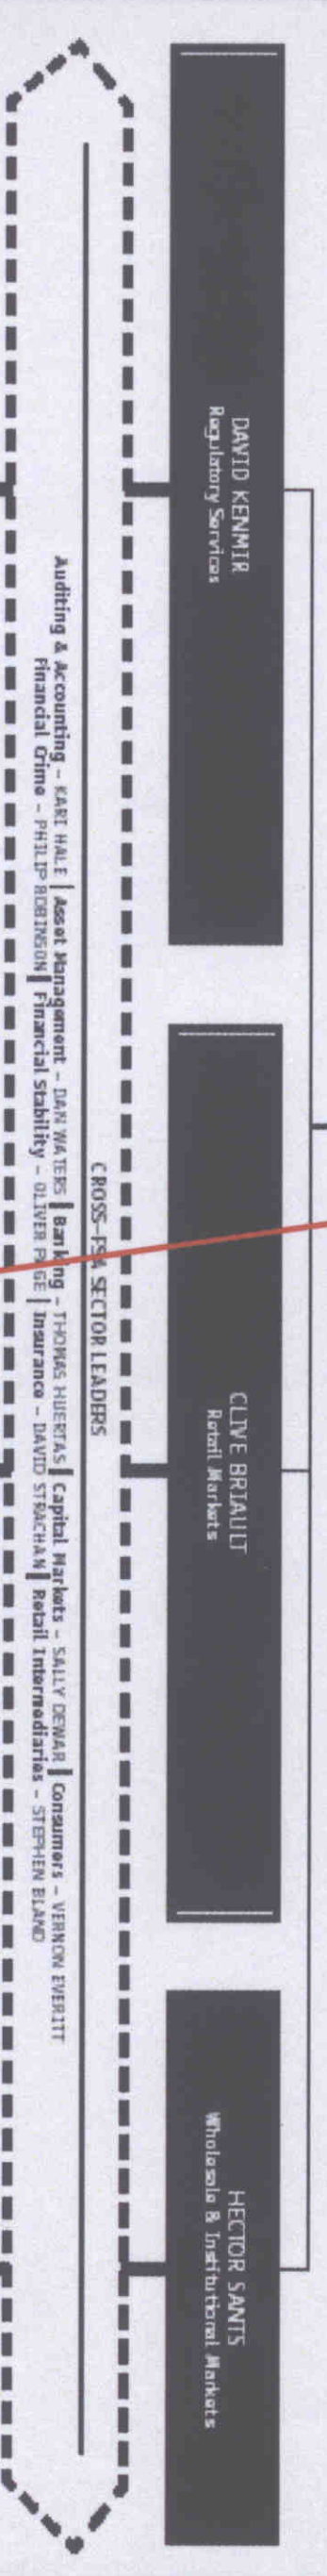 DAVID KENMIR
Regulatory Services
CLIVE BRIAULT
Retail Markets
HECTOR SANTS
Wholesale & Institutional Markets
CROSS-FSA SECTOR LEADERS
Auditing & Accounting – KARI HALE | Asset Management – DAN WATERS | Banking – THOMAS HUERTAS | Capital Markets – SALLY DEWAR | Consumers – VERNON EVERITT
Financial Crime – PHILIP ROBINSON | Financial Stability – OLIVER PAGE | Insurance – DAVID STRACHAN | Retail Intermediaries – STEPHEN BLAND